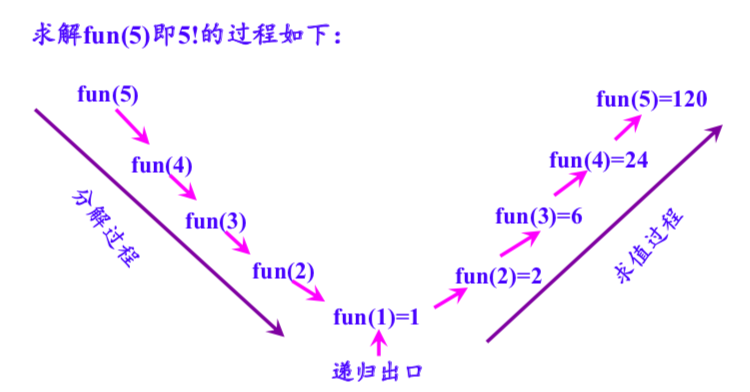 求解fun(5)即5!的过程如下：
fun(5)
fun(4)
fun(3)
fun(2)
fun(1)=1
fun(2)=2
fun(3)=6
fun(4)=24
fun(5)=120
分解过程
求值过程
递归出口